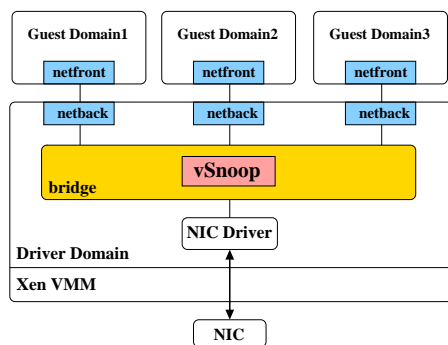 Guest Domain1 Guest Domain2 Guest Domain3
netfront netfront netfront
netback netback netback
vSnoop
bridge
NIC Driver
Driver Domain
Xen VMM
NIC